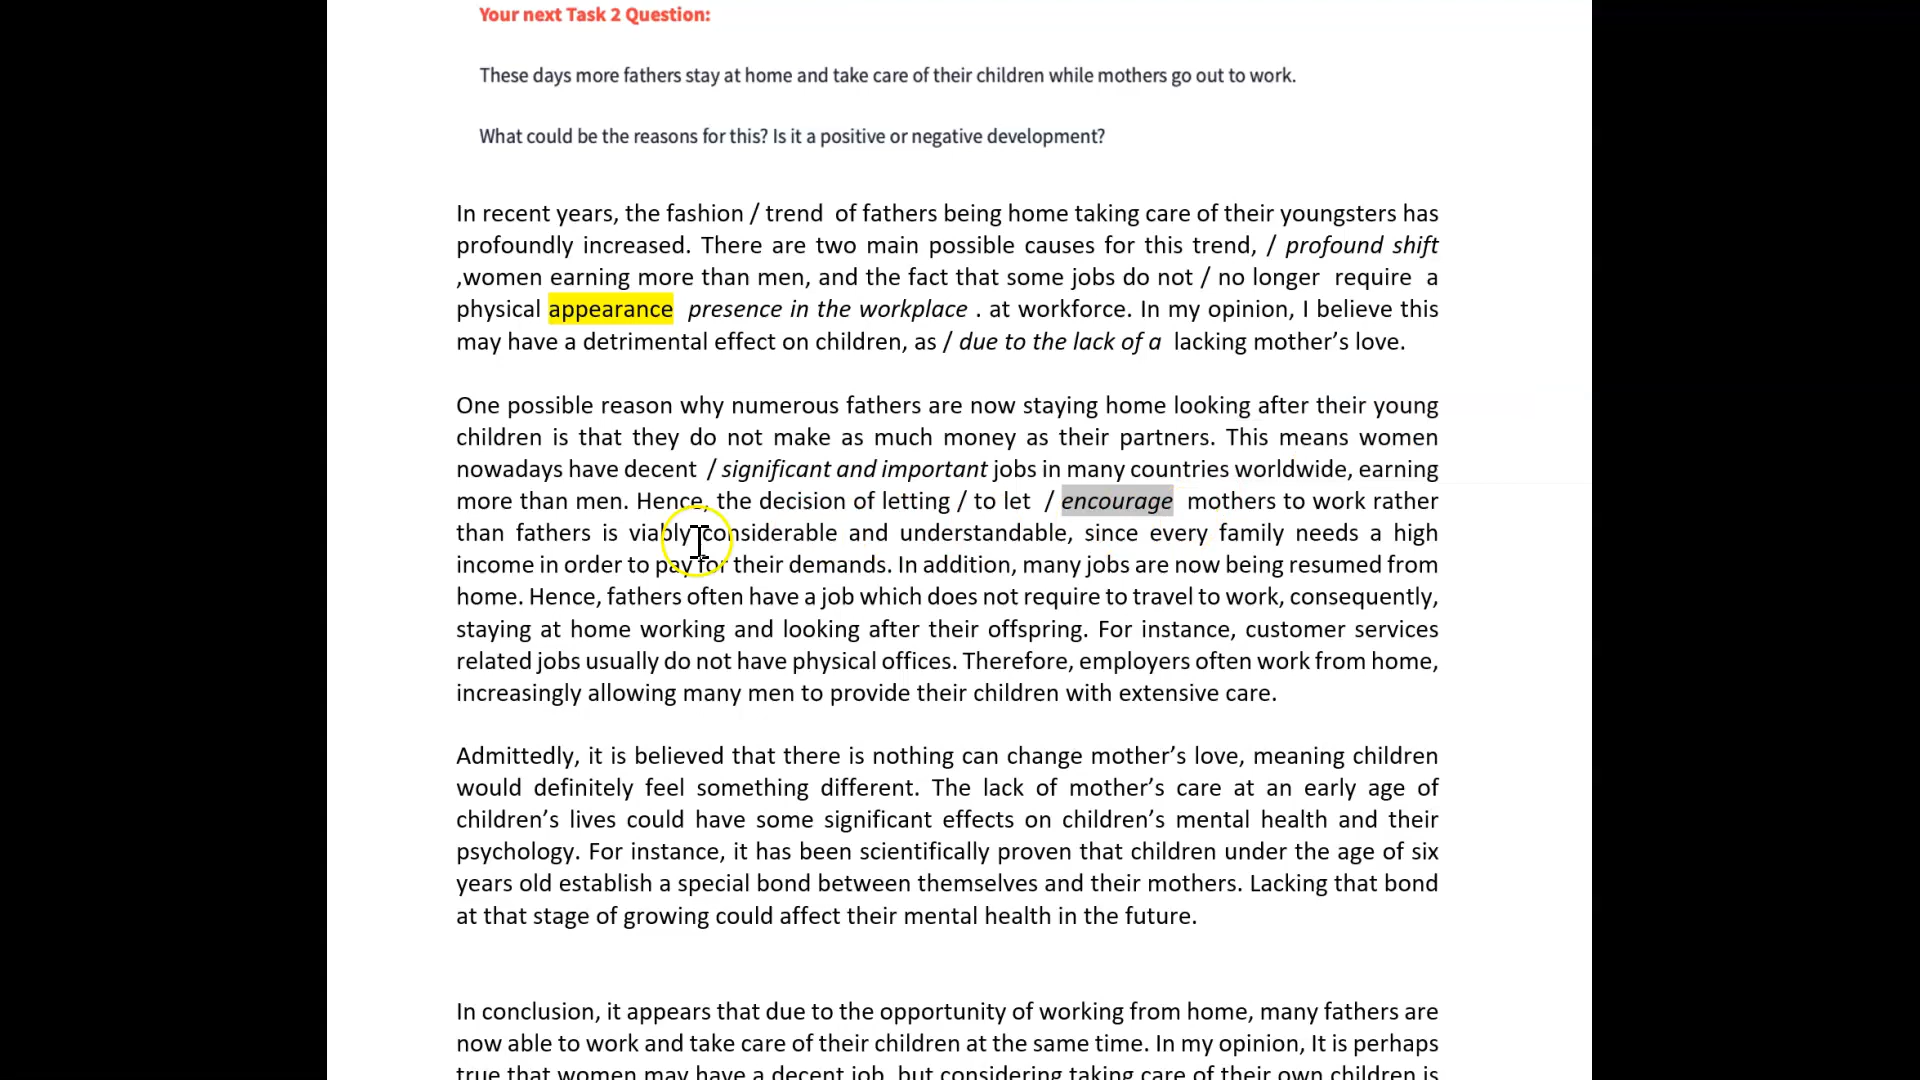 Your next Task 2 Question:
These days more fathers stay at home and take care of their children while mothers go out to work.
What could be the reasons for this? Is it a positive or negative development?
In recent years, the fashion / trend of fathers being home taking care of their youngsters has
profoundly increased. There are two main possible causes for this trend, / profound shift
,women earning more than men, and the fact that some jobs do not / no longer require a
physical appearance presence in the workplace . at workforce. In my opinion, I believe this
may have a detrimental effect on children, as / due to the lack of a lacking mother’s love.
One possible reason why numerous fathers are now staying home looking after their young
children is that they do not make as much money as their partners. This means women
nowadays have decent / significant and important jobs in many countries worldwide, earning
more than men. Hence, the decision of letting / to let / encourage mothers to work rather
than fathers is viably considerable and understandable, since every family needs a high
income in order to pay for their demands. In addition, many jobs are now being resumed from
home. Hence, fathers often have a job which does not require to travel to work, consequently,
staying at home working and looking after their offspring. For instance, customer services
related jobs usually do not have physical offices. Therefore, employers often work from home,
increasingly allowing many men to provide their children with extensive care.
Admittedly, it is believed that there is nothing can change mother’s love, meaning children
would definitely feel something different. The lack of mother’s care at an early age of
children’s lives could have some significant effects on children’s mental health and their
psychology. For instance, it has been scientifically proven that children under the age of six
years old establish a special bond between themselves and their mothers. Lacking that bond
at that stage of growing could affect their mental health in the future.
In conclusion, it appears that due to the opportunity of working from home, many fathers are
now able to work and take care of their children at the same time. In my opinion, It is perhaps
true that women may have a decent job, but considering taking care of their own children is